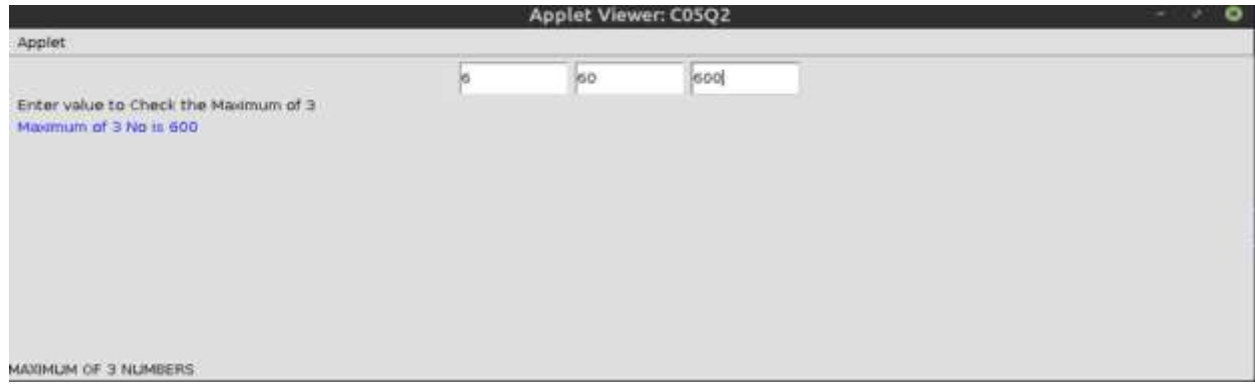 Applet Viewer: C05Q2
Applet
6 60 600
Enter value to Check the Maximum of 3
Maximum of 3 No is 600
MAXIMUM OF 3 NUMBERS